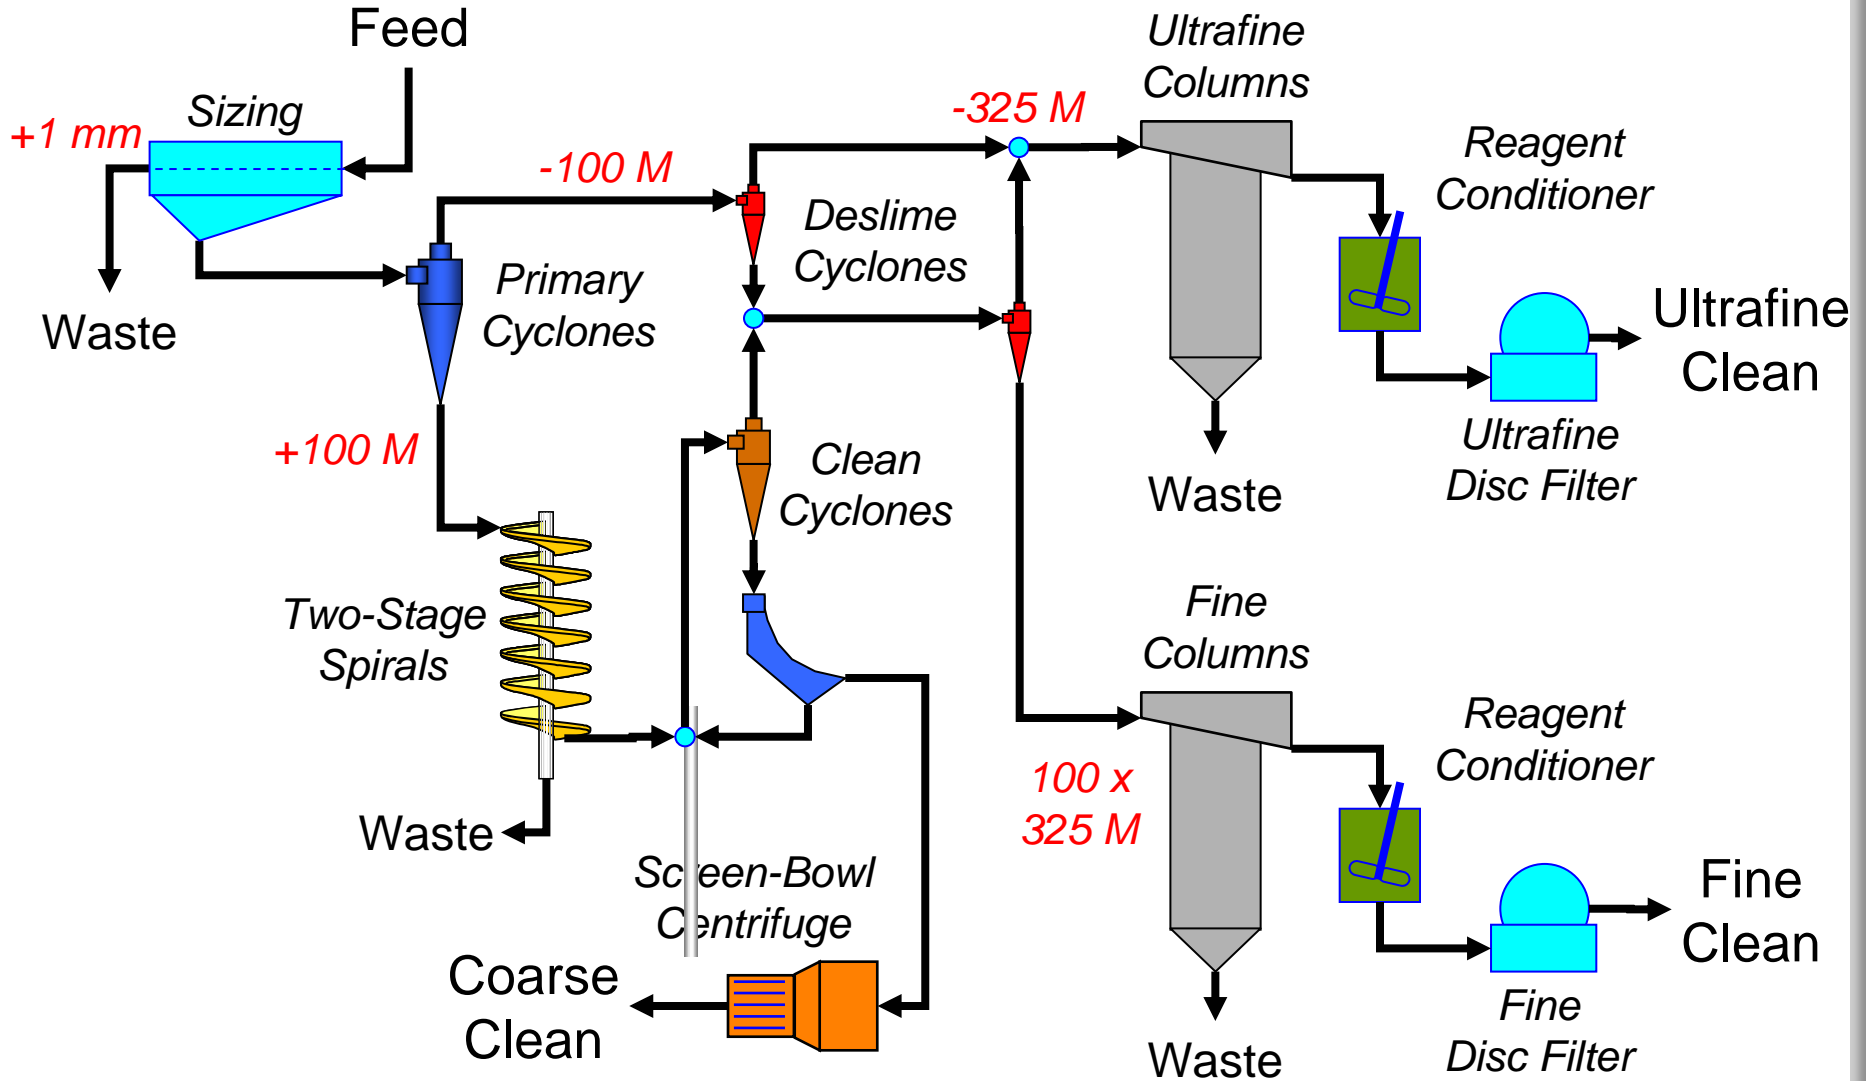 Feed
Sizing
+1 mm
Waste
-100 M
Primary
Cyclones
+100 M
Two-Stage
Spirals
Waste
Deslime
Cyclones
Clean
Cyclones
Screen-Bowl
Centrifuge
Coarse
Clean
-325 M
Ultrafine
Columns
Waste
Reagent
Conditioner
Ultrafine
Clean
Ultrafine
Disc Filter
100 x
325 M
Fine
Columns
Waste
Reagent
Conditioner
Fine
Clean
Fine
Disc Filter